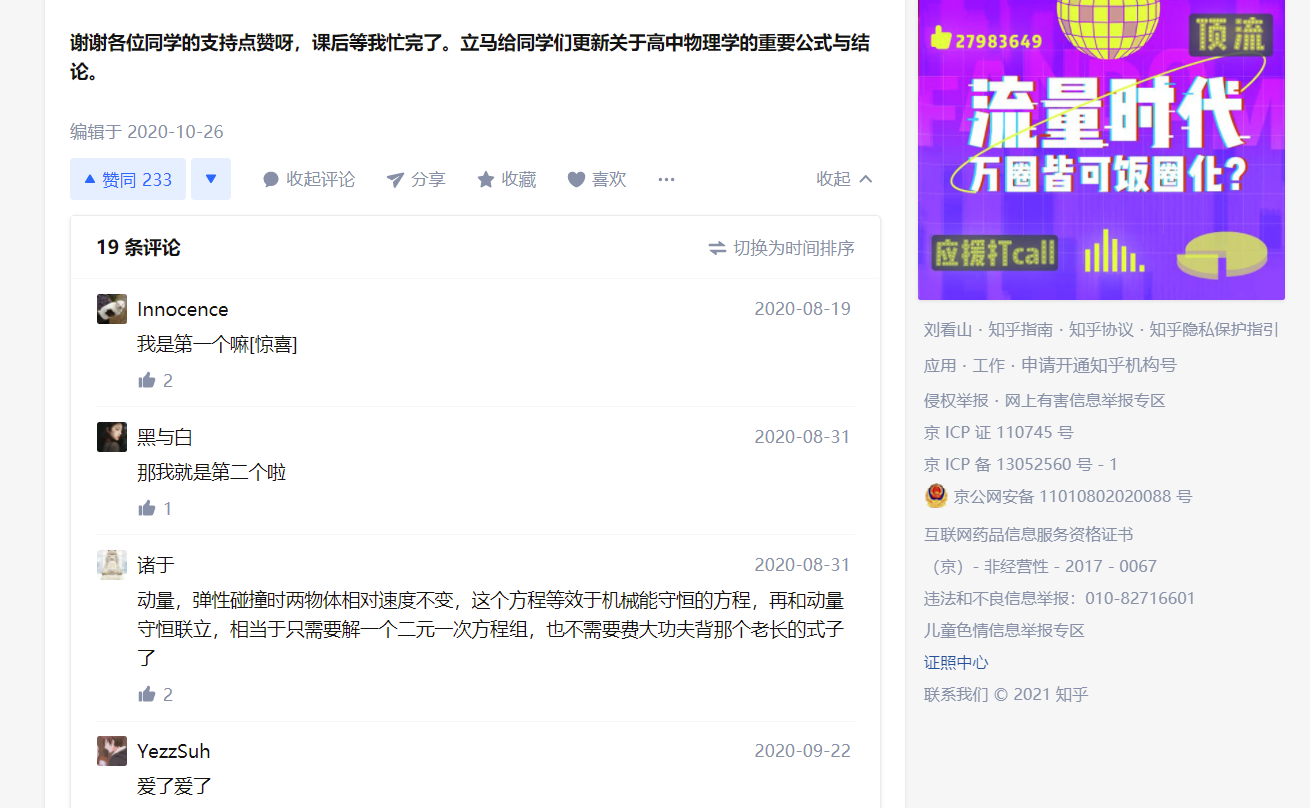 谢谢各位同学的支持点赞呀，课后等我忙完了。立马给同学们更新关于高中物理学的重要公式与结
论。
编辑于 2020-10-26
赞同 233
收起评论
分享
收藏
喜欢
收起
19 条评论
切换为时间排序
Innocence
2020-08-19
我是第一个嘛[惊喜]
2
黑与白
2020-08-31
那我就是第二个啦
1
诸于
2020-08-31
动量，弹性碰撞时两物体相对速度不变，这个方程等效于机械能守恒的方程，再和动量
守恒联立，相当于只需要解一个二元一次方程组，也不需要费大功夫背那个老长的式子
了
2
YezzSuh
2020-09-22
爱了爱了
27983649
顶流
流量时代
万圈皆可饭圈化?
应援打call
刘看山 · 知乎指南 · 知乎协议 · 知乎隐私保护指引
应用 · 工作 · 申请开通知乎机构号
侵权举报 · 网上有害信息举报专区
京 ICP 证 110745 号
京 ICP 备 13052560 号 - 1
京公网安备 11010802020088 号
互联网药品信息服务资格证书
（京）- 非经营性 - 2017 - 0067
违法和不良信息举报：010-82716601
儿童色情信息举报专区
证照中心
联系我们 © 2021 知乎